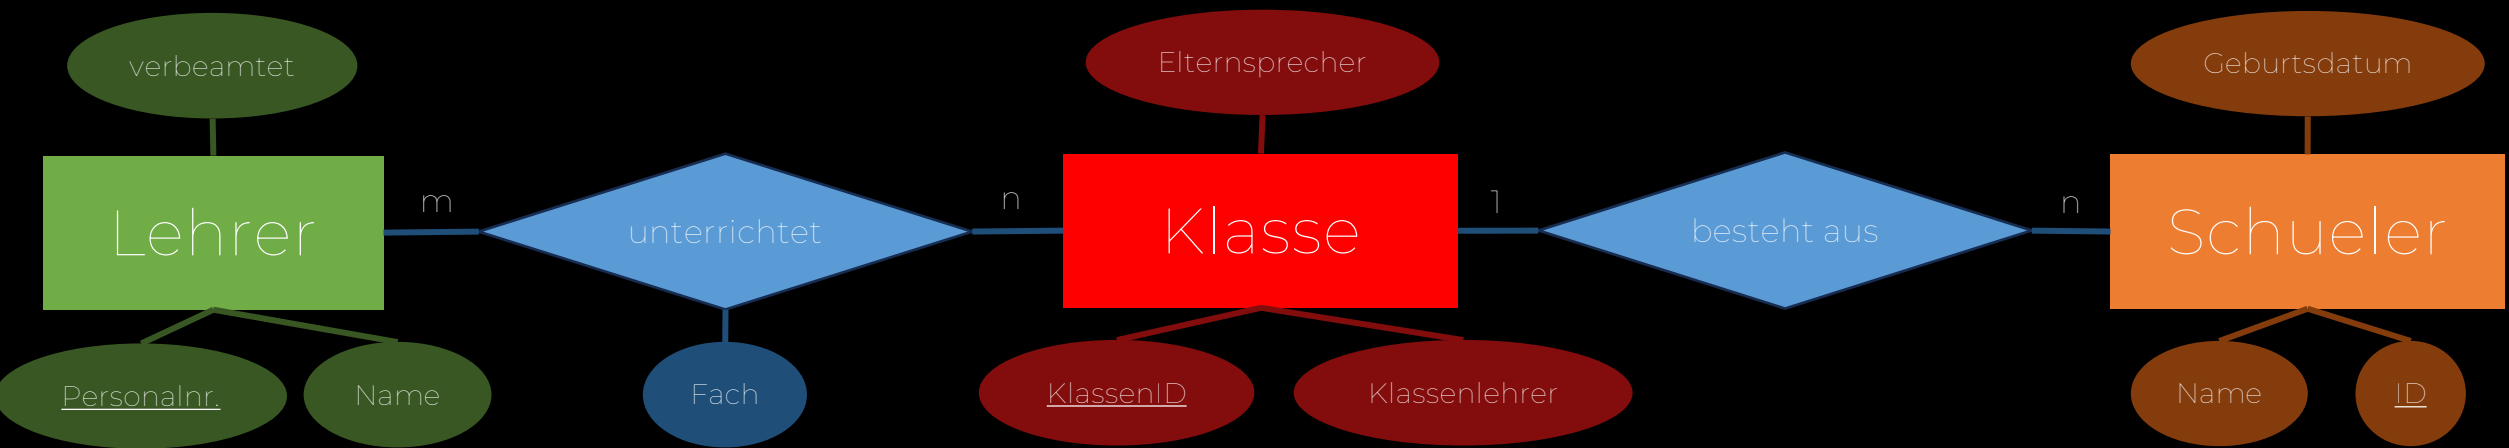 verbeamtet
Elternsprecher
Geburtsdatum
m
n
1
n
Lehrer
unterrichtet
Klasse
besteht aus
Schueler
Personalnr.
Name
Fach
KlassenID
Klassenlehrer
Name
ID